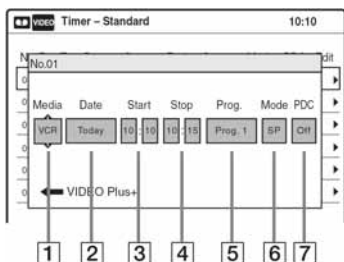 VIDEO Timer – Standard 10:10
dit
No.01
Media Date Start Stop Prog. Mode PDC
VCR Today 10 : 10 10 : 15 Prog. 1 SP Off
VIDEO Plus+
1 2 3 4 5 6 7